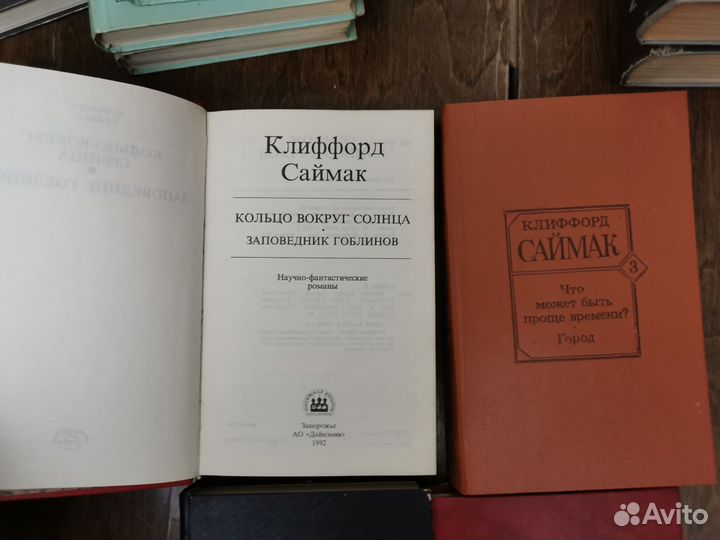 Клиффорд
Саймак
КОЛЬЦО ВОКРУГ СОЛНЦА
·
ЗАПОВЕДНИК ГОБЛИНОВ
Научно-фантастические
романы
Запорожье
АО «Дайномик»
1992
КЛИФФОРД
САЙМАК
3
Что
может быть
проще времени?
·
Город
Avito